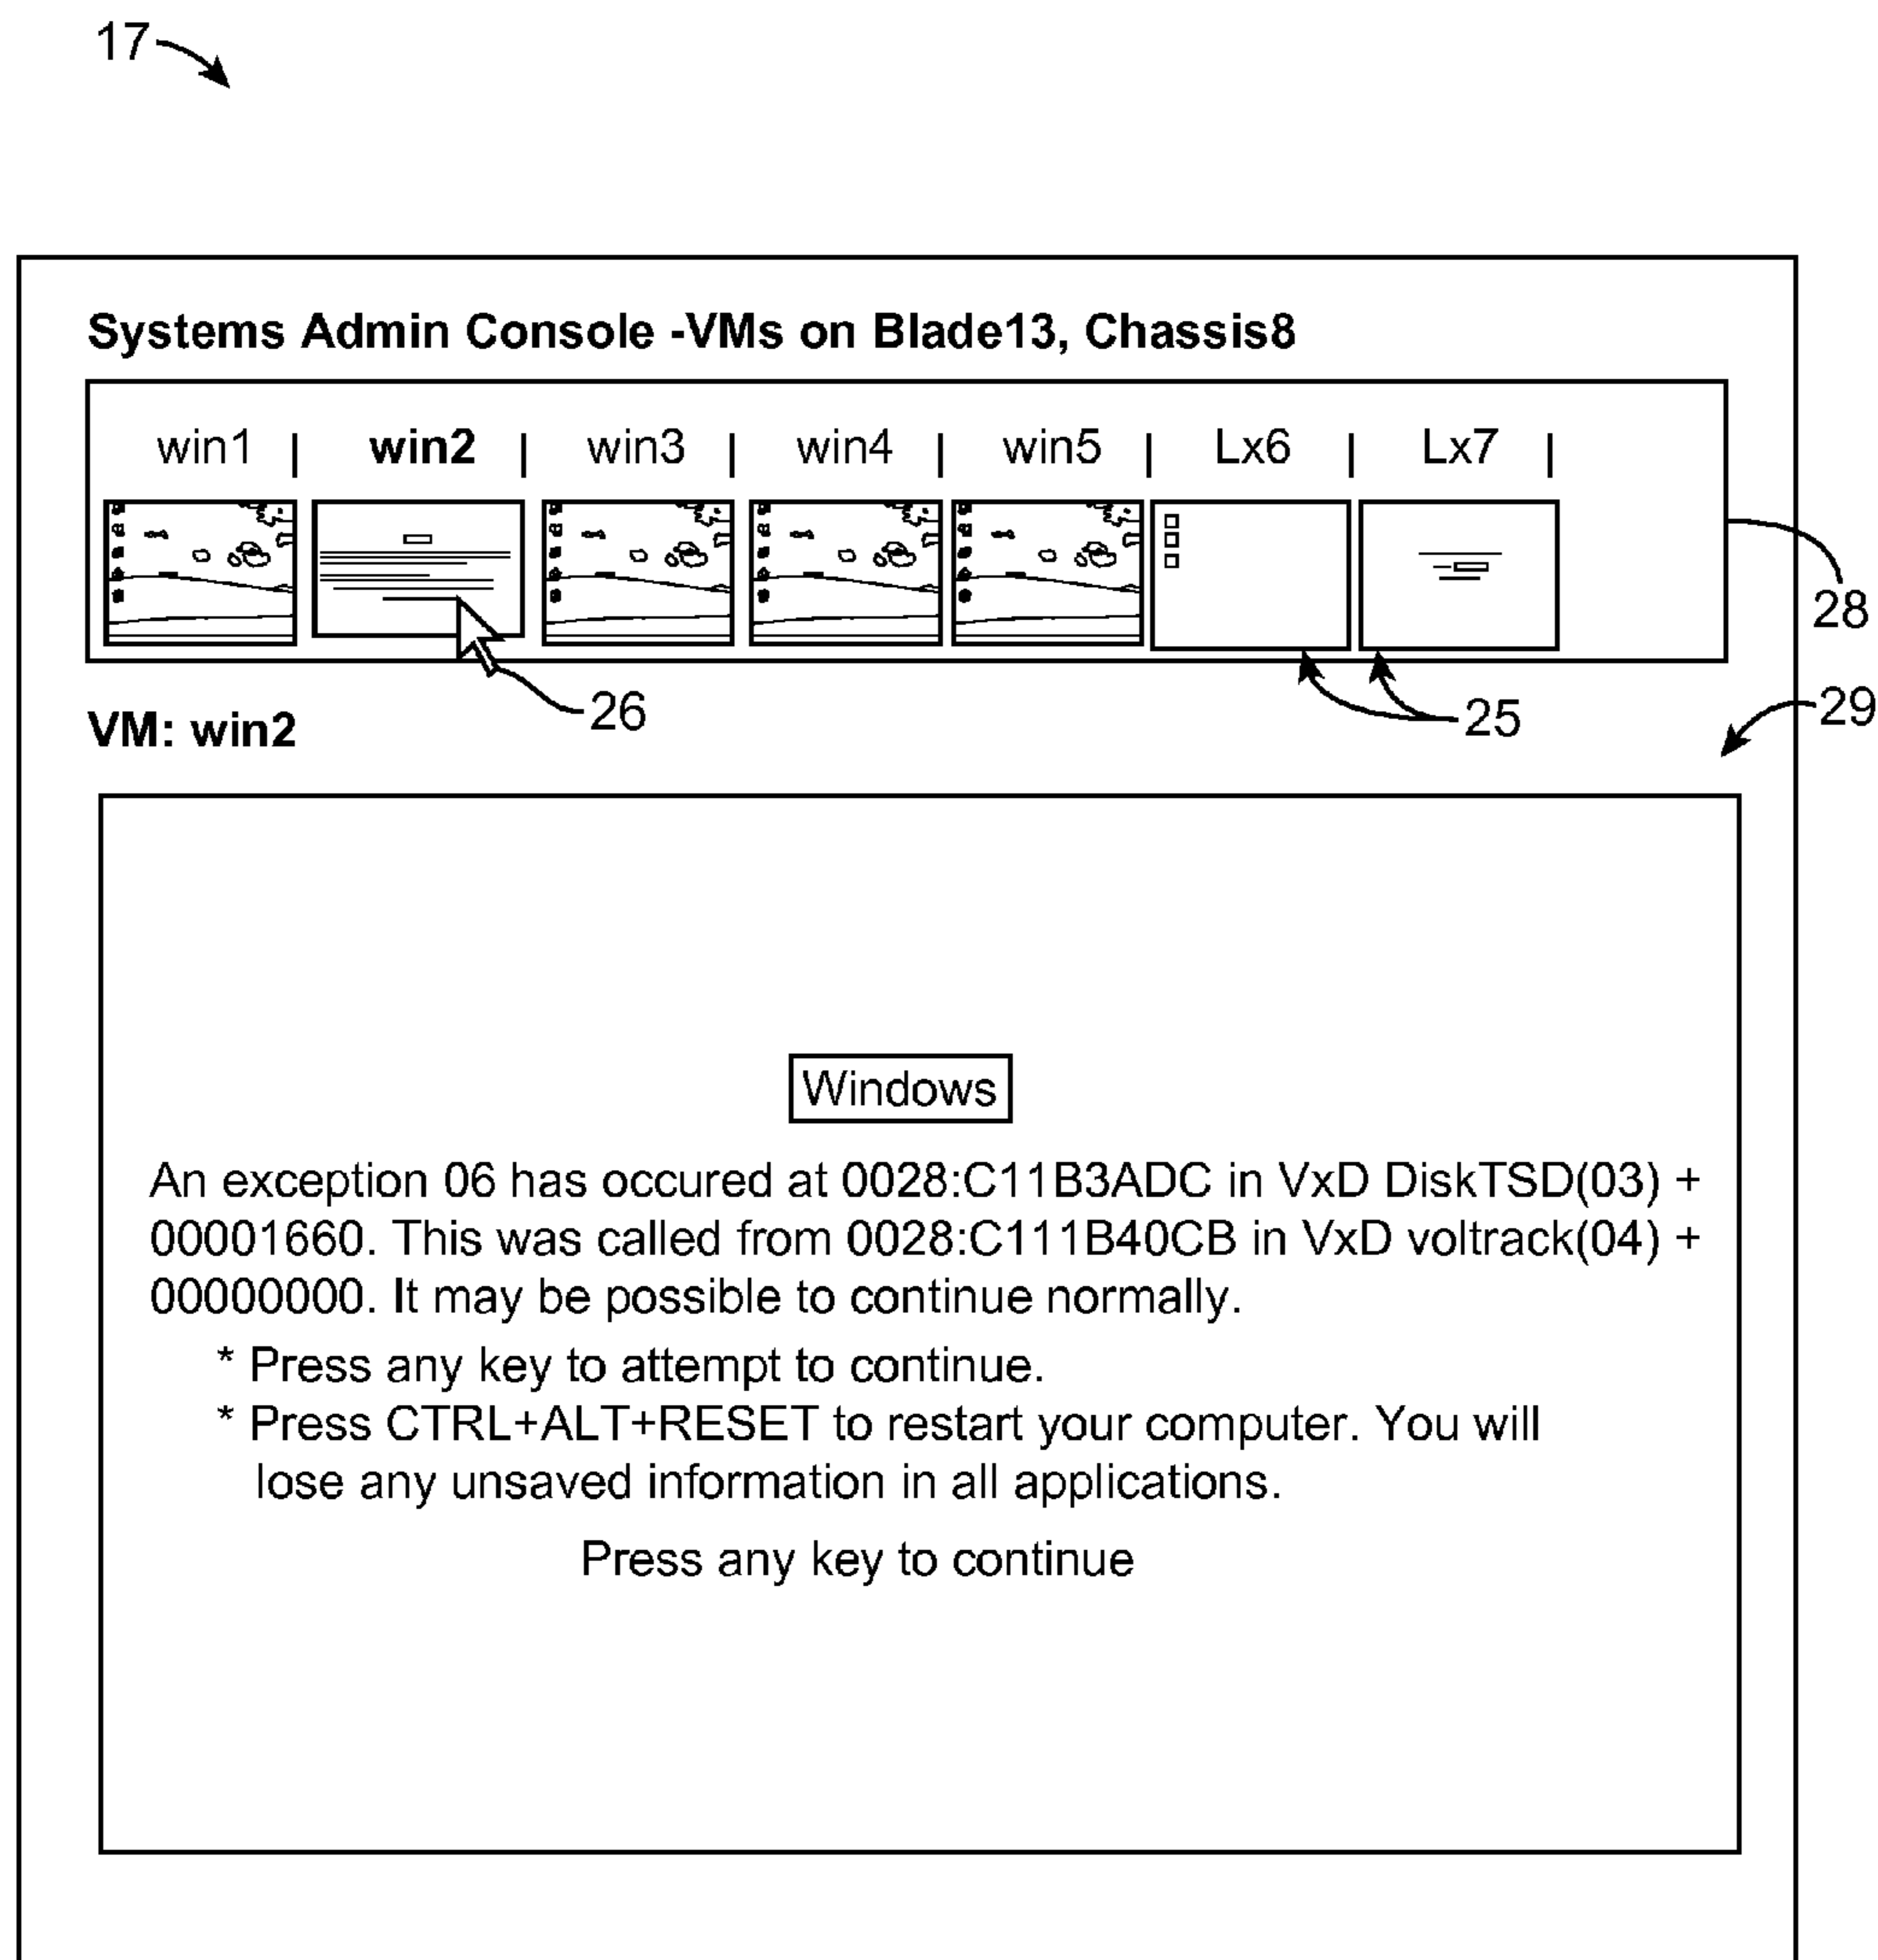 17
Systems Admin Console -VMs on Blade13, Chassis8
win1 | win2 | win3 | win4 | win5 | Lx6 | Lx7 |
28
26
25
29
VM: win2
Windows
An exception 06 has occured at 0028:C11B3ADC in VxD DiskTSD(03) +
00001660. This was called from 0028:C111B40CB in VxD voltrack(04) +
00000000. It may be possible to continue normally.
* Press any key to attempt to continue.
* Press CTRL+ALT+RESET to restart your computer. You will
lose any unsaved information in all applications.
Press any key to continue